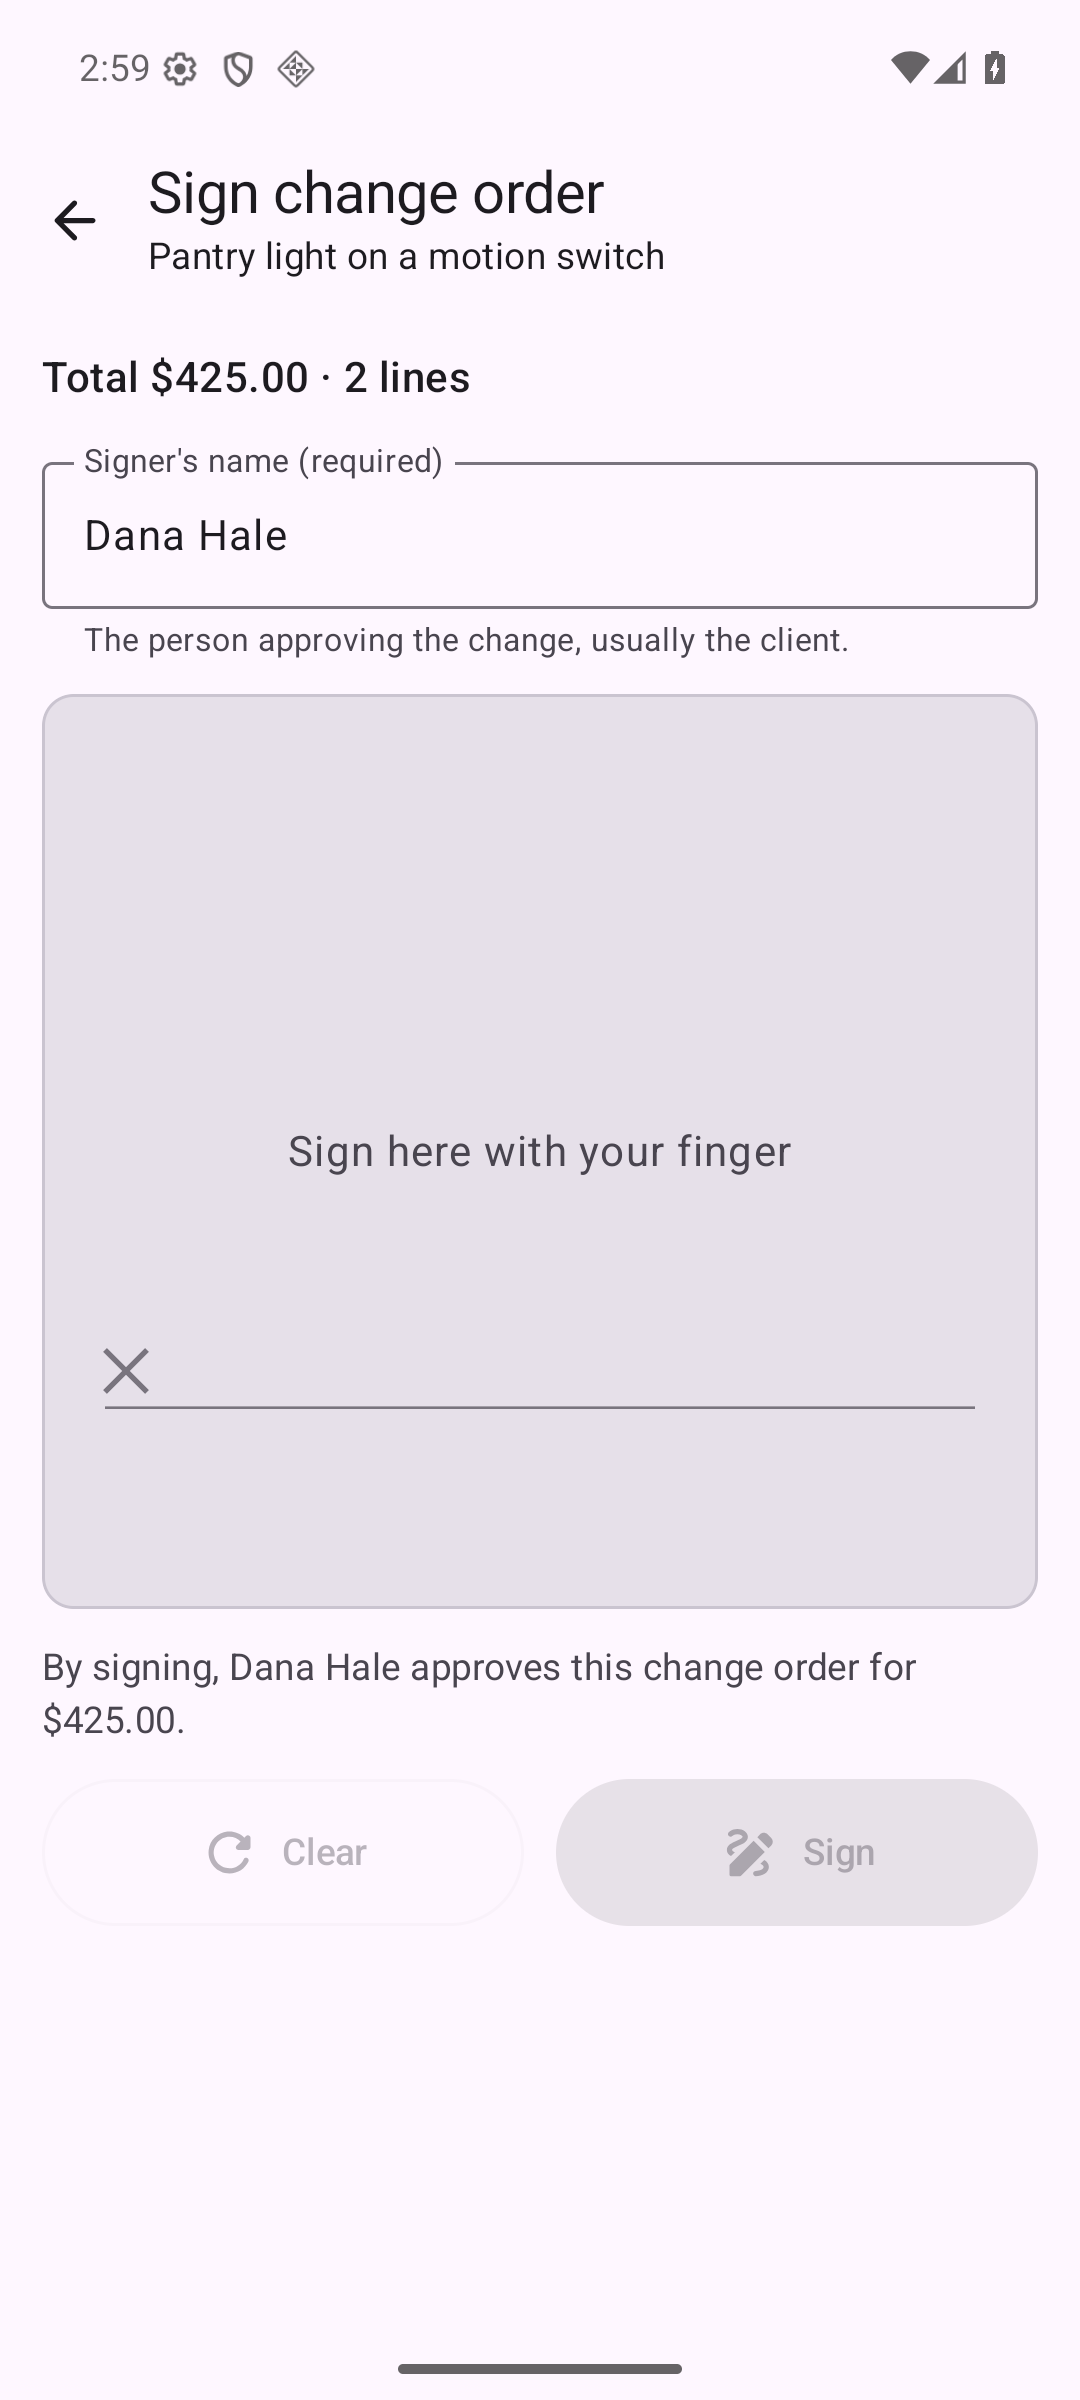 2:59
Sign change order
Pantry light on a motion switch
Total $425.00 · 2 lines
Signer's name (required)
Dana Hale
The person approving the change, usually the client.
Sign here with your finger
By signing, Dana Hale approves this change order for
$425.00.
Clear
Sign